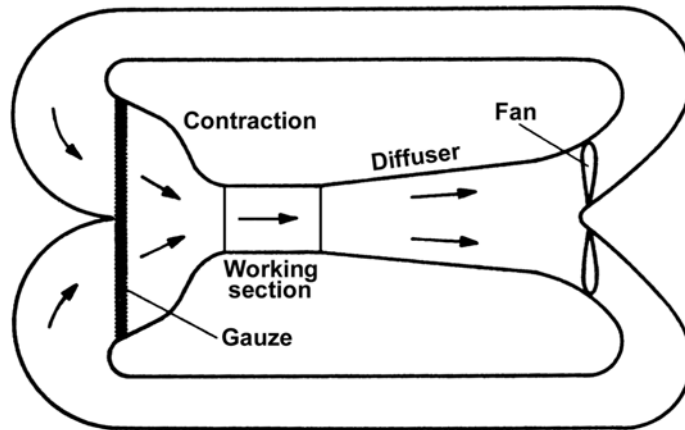 Contraction
Fan
Diffuser
Working
section
Gauze